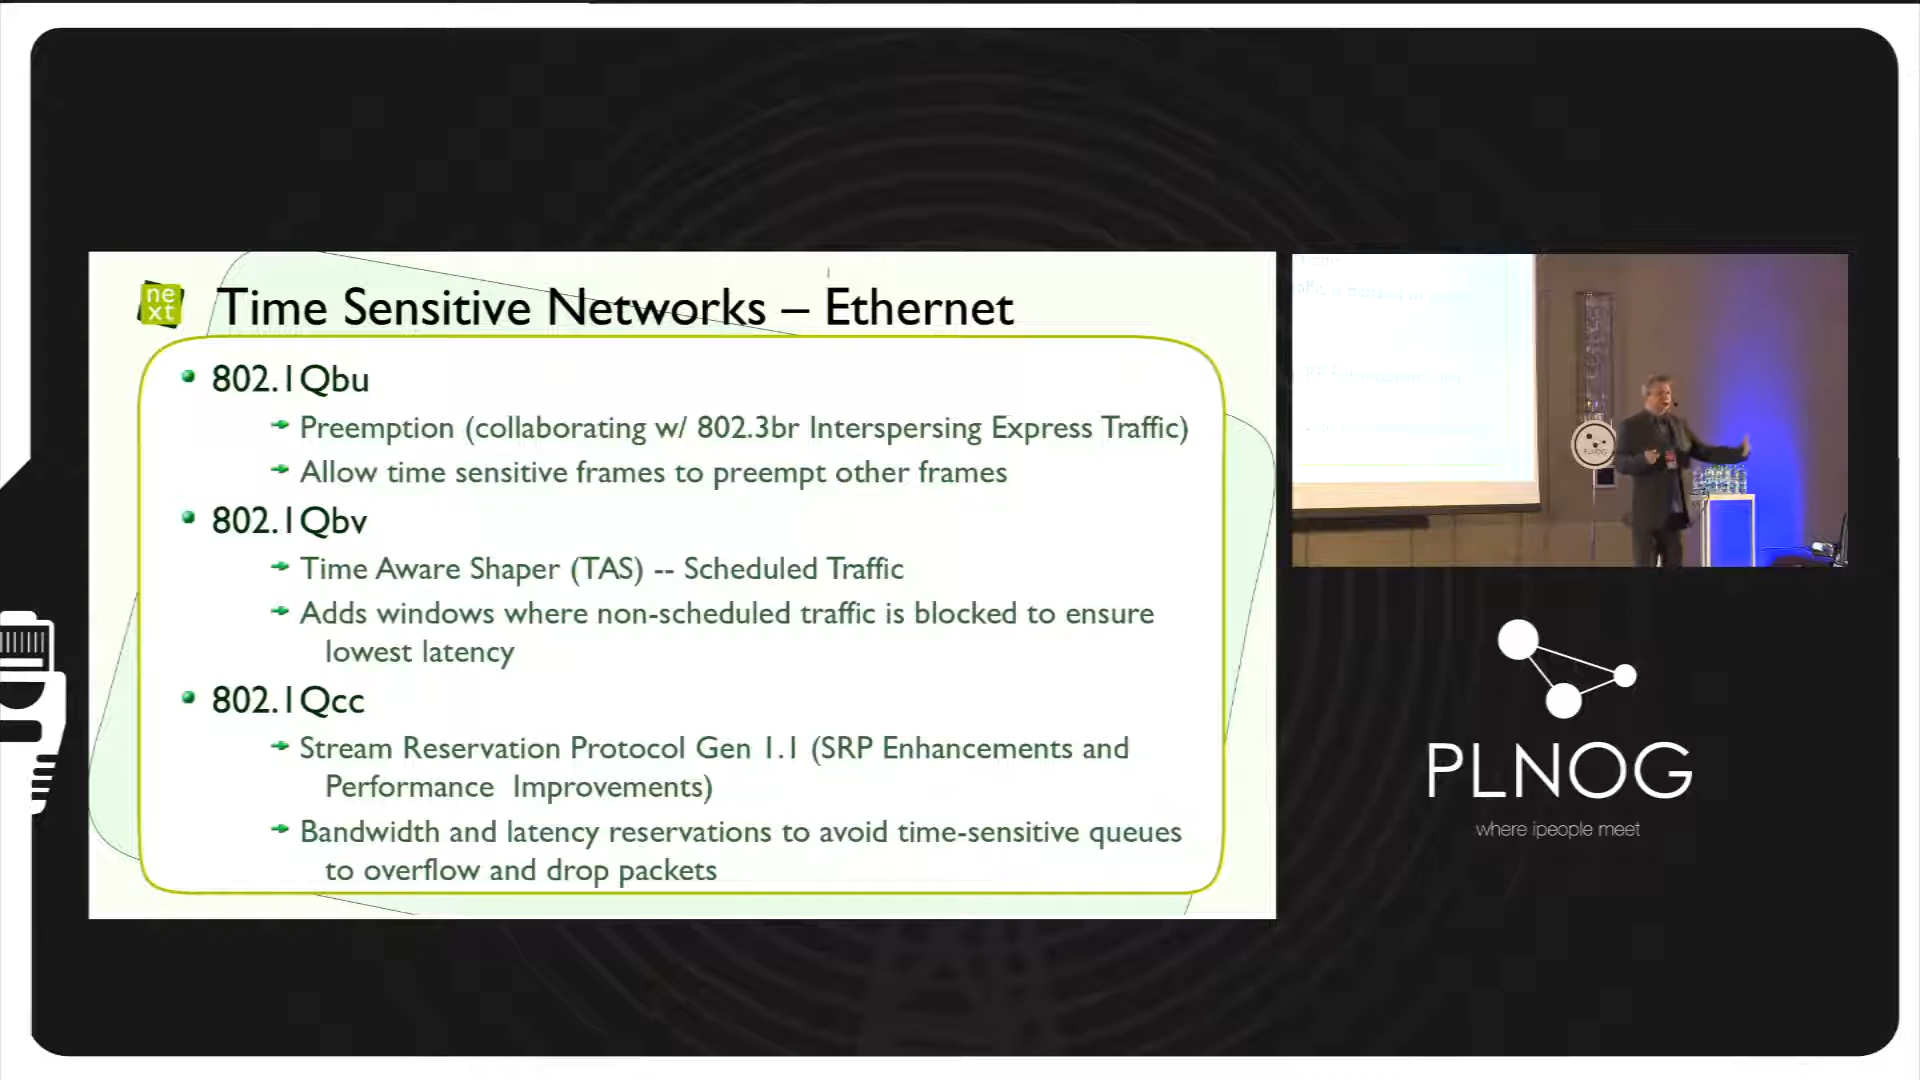 ne
xt
Time Sensitive Networks – Ethernet
802.1Qbu
Preemption (collaborating w/ 802.3br Interspersing Express Traffic)
Allow time sensitive frames to preempt other frames
802.1Qbv
Time Aware Shaper (TAS) -- Scheduled Traffic
Adds windows where non-scheduled traffic is blocked to ensure
lowest latency
802.1Qcc
Stream Reservation Protocol Gen 1.1 (SRP Enhancements and
Performance Improvements)
Bandwidth and latency reservations to avoid time-sensitive queues
to overflow and drop packets
PLNOG
PLNOG
where ipeople meet